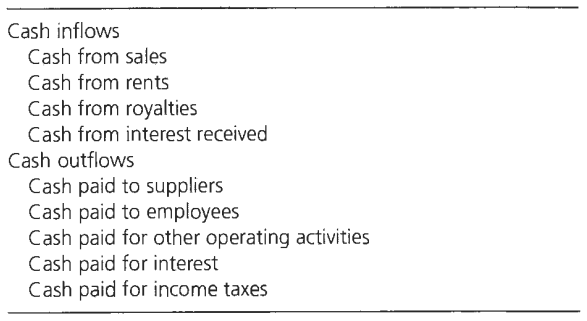 Cash inflows
Cash from sales
Cash from rents
Cash from royalties
Cash from interest received
Cash outflows
Cash paid to suppliers
Cash paid to employees
Cash paid for other operating activities
Cash paid for interest
Cash paid for income taxes